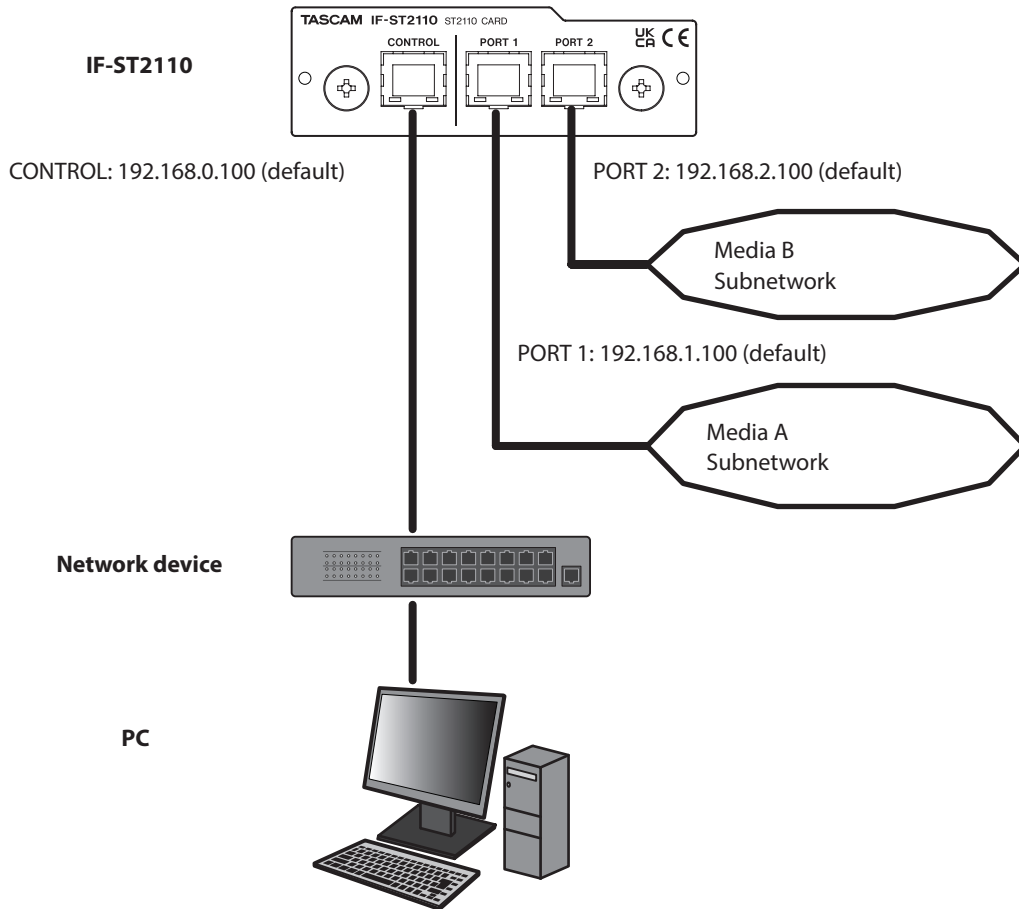 TASCAM IF-ST2110 ST2110 CARD
UK CA CE
CONTROL PORT 1 PORT 2
IF-ST2110
CONTROL: 192.168.0.100 (default)
PORT 2: 192.168.2.100 (default)
Media B
Subnetwork
PORT 1: 192.168.1.100 (default)
Media A
Subnetwork
Network device
PC